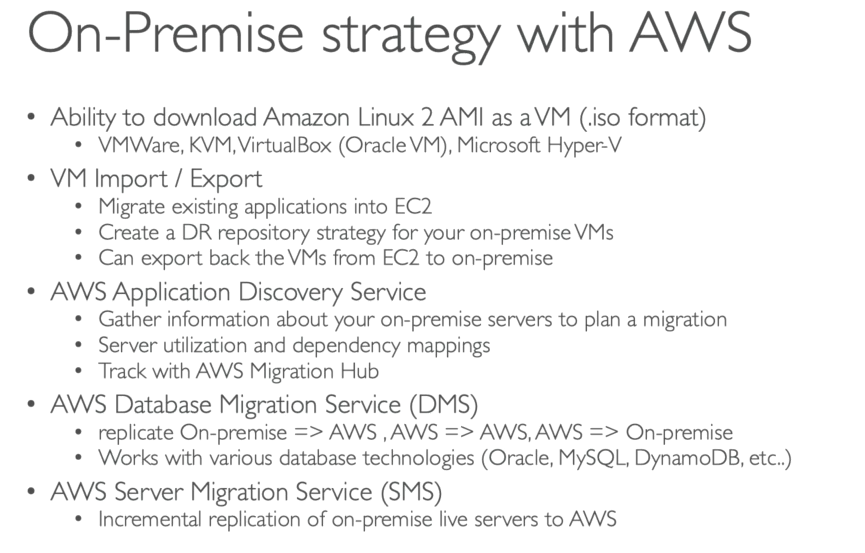 On-Premise strategy with AWS
• Ability to download Amazon Linux 2 AMI as a VM (.iso format)
• VMWare, KVM, VirtualBox (Oracle VM), Microsoft Hyper-V
• VM Import / Export
• Migrate existing applications into EC2
• Create a DR repository strategy for your on-premise VMs
• Can export back the VMs from EC2 to on-premise
• AWS Application Discovery Service
• Gather information about your on-premise servers to plan a migration
• Server utilization and dependency mappings
• Track with AWS Migration Hub
• AWS Database Migration Service (DMS)
• replicate On-premise => AWS , AWS => AWS, AWS => On-premise
• Works with various database technologies (Oracle, MySQL, DynamoDB, etc..)
• AWS Server Migration Service (SMS)
• Incremental replication of on-premise live servers to AWS